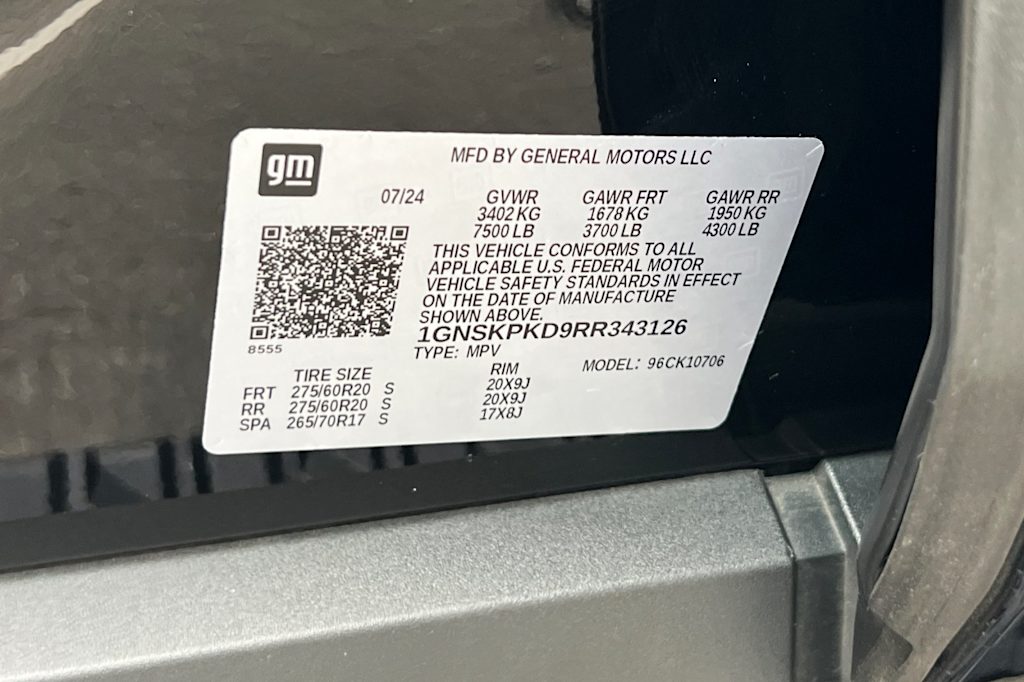 gm
MFD BY GENERAL MOTORS LLC
07/24 GVWR GAWR FRT GAWR RR
3402 KG 1678 KG 1950 KG
7500 LB 3700 LB 4300 LB
THIS VEHICLE CONFORMS TO ALL
APPLICABLE U.S. FEDERAL MOTOR
VEHICLE SAFETY STANDARDS IN EFFECT
ON THE DATE OF MANUFACTURE
SHOWN ABOVE.
1GNSKPKD9RR343126
8555
TYPE: MPV MODEL: 96CK10706
TIRE SIZE RIM
FRT 275/60R20 S 20X9J
RR 275/60R20 S 20X9J
SPA 265/70R17 S 17X8J